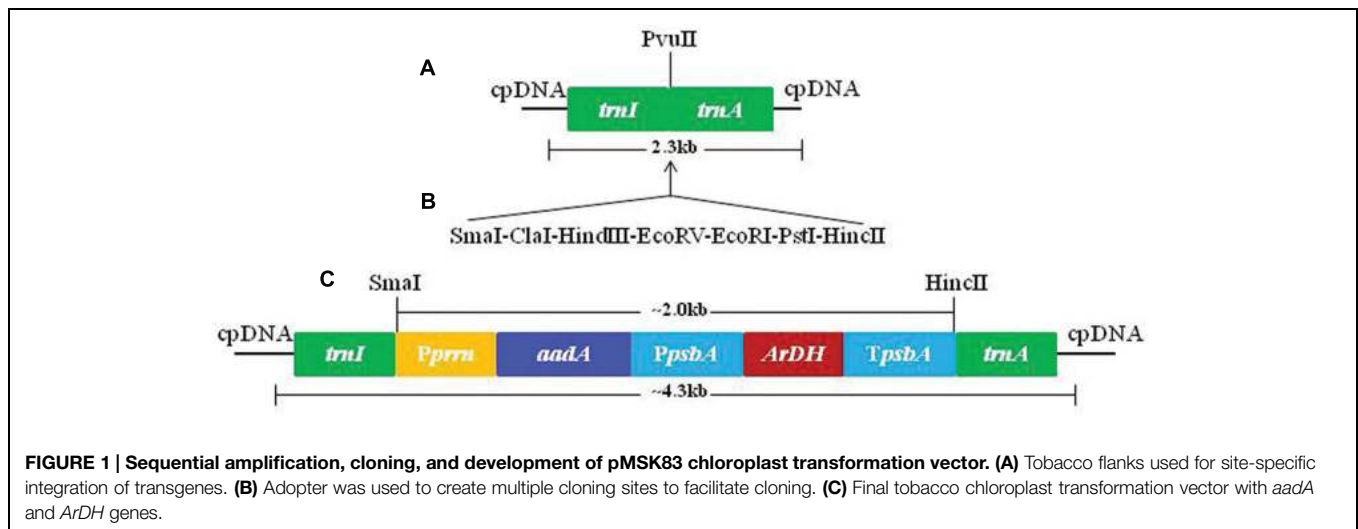 PvuII
A
cpDNA
cpDNA
trnI
trnA
2.3kb
B
SmaI-ClaI-HindIII-EcoRV-EcoRI-PstI-HincII
C
SmaI
HincII
~2.0kb
cpDNA
cpDNA
trnI
Pprrn
aadA
PpsbA
ArDH
TpsbA
trnA
~4.3kb
FIGURE 1 | Sequential amplification, cloning, and development of pMSK83 chloroplast transformation vector. (A) Tobacco flanks used for site-specific
integration of transgenes. (B) Adopter was used to create multiple cloning sites to facilitate cloning. (C) Final tobacco chloroplast transformation vector with aadA
and ArDH genes.